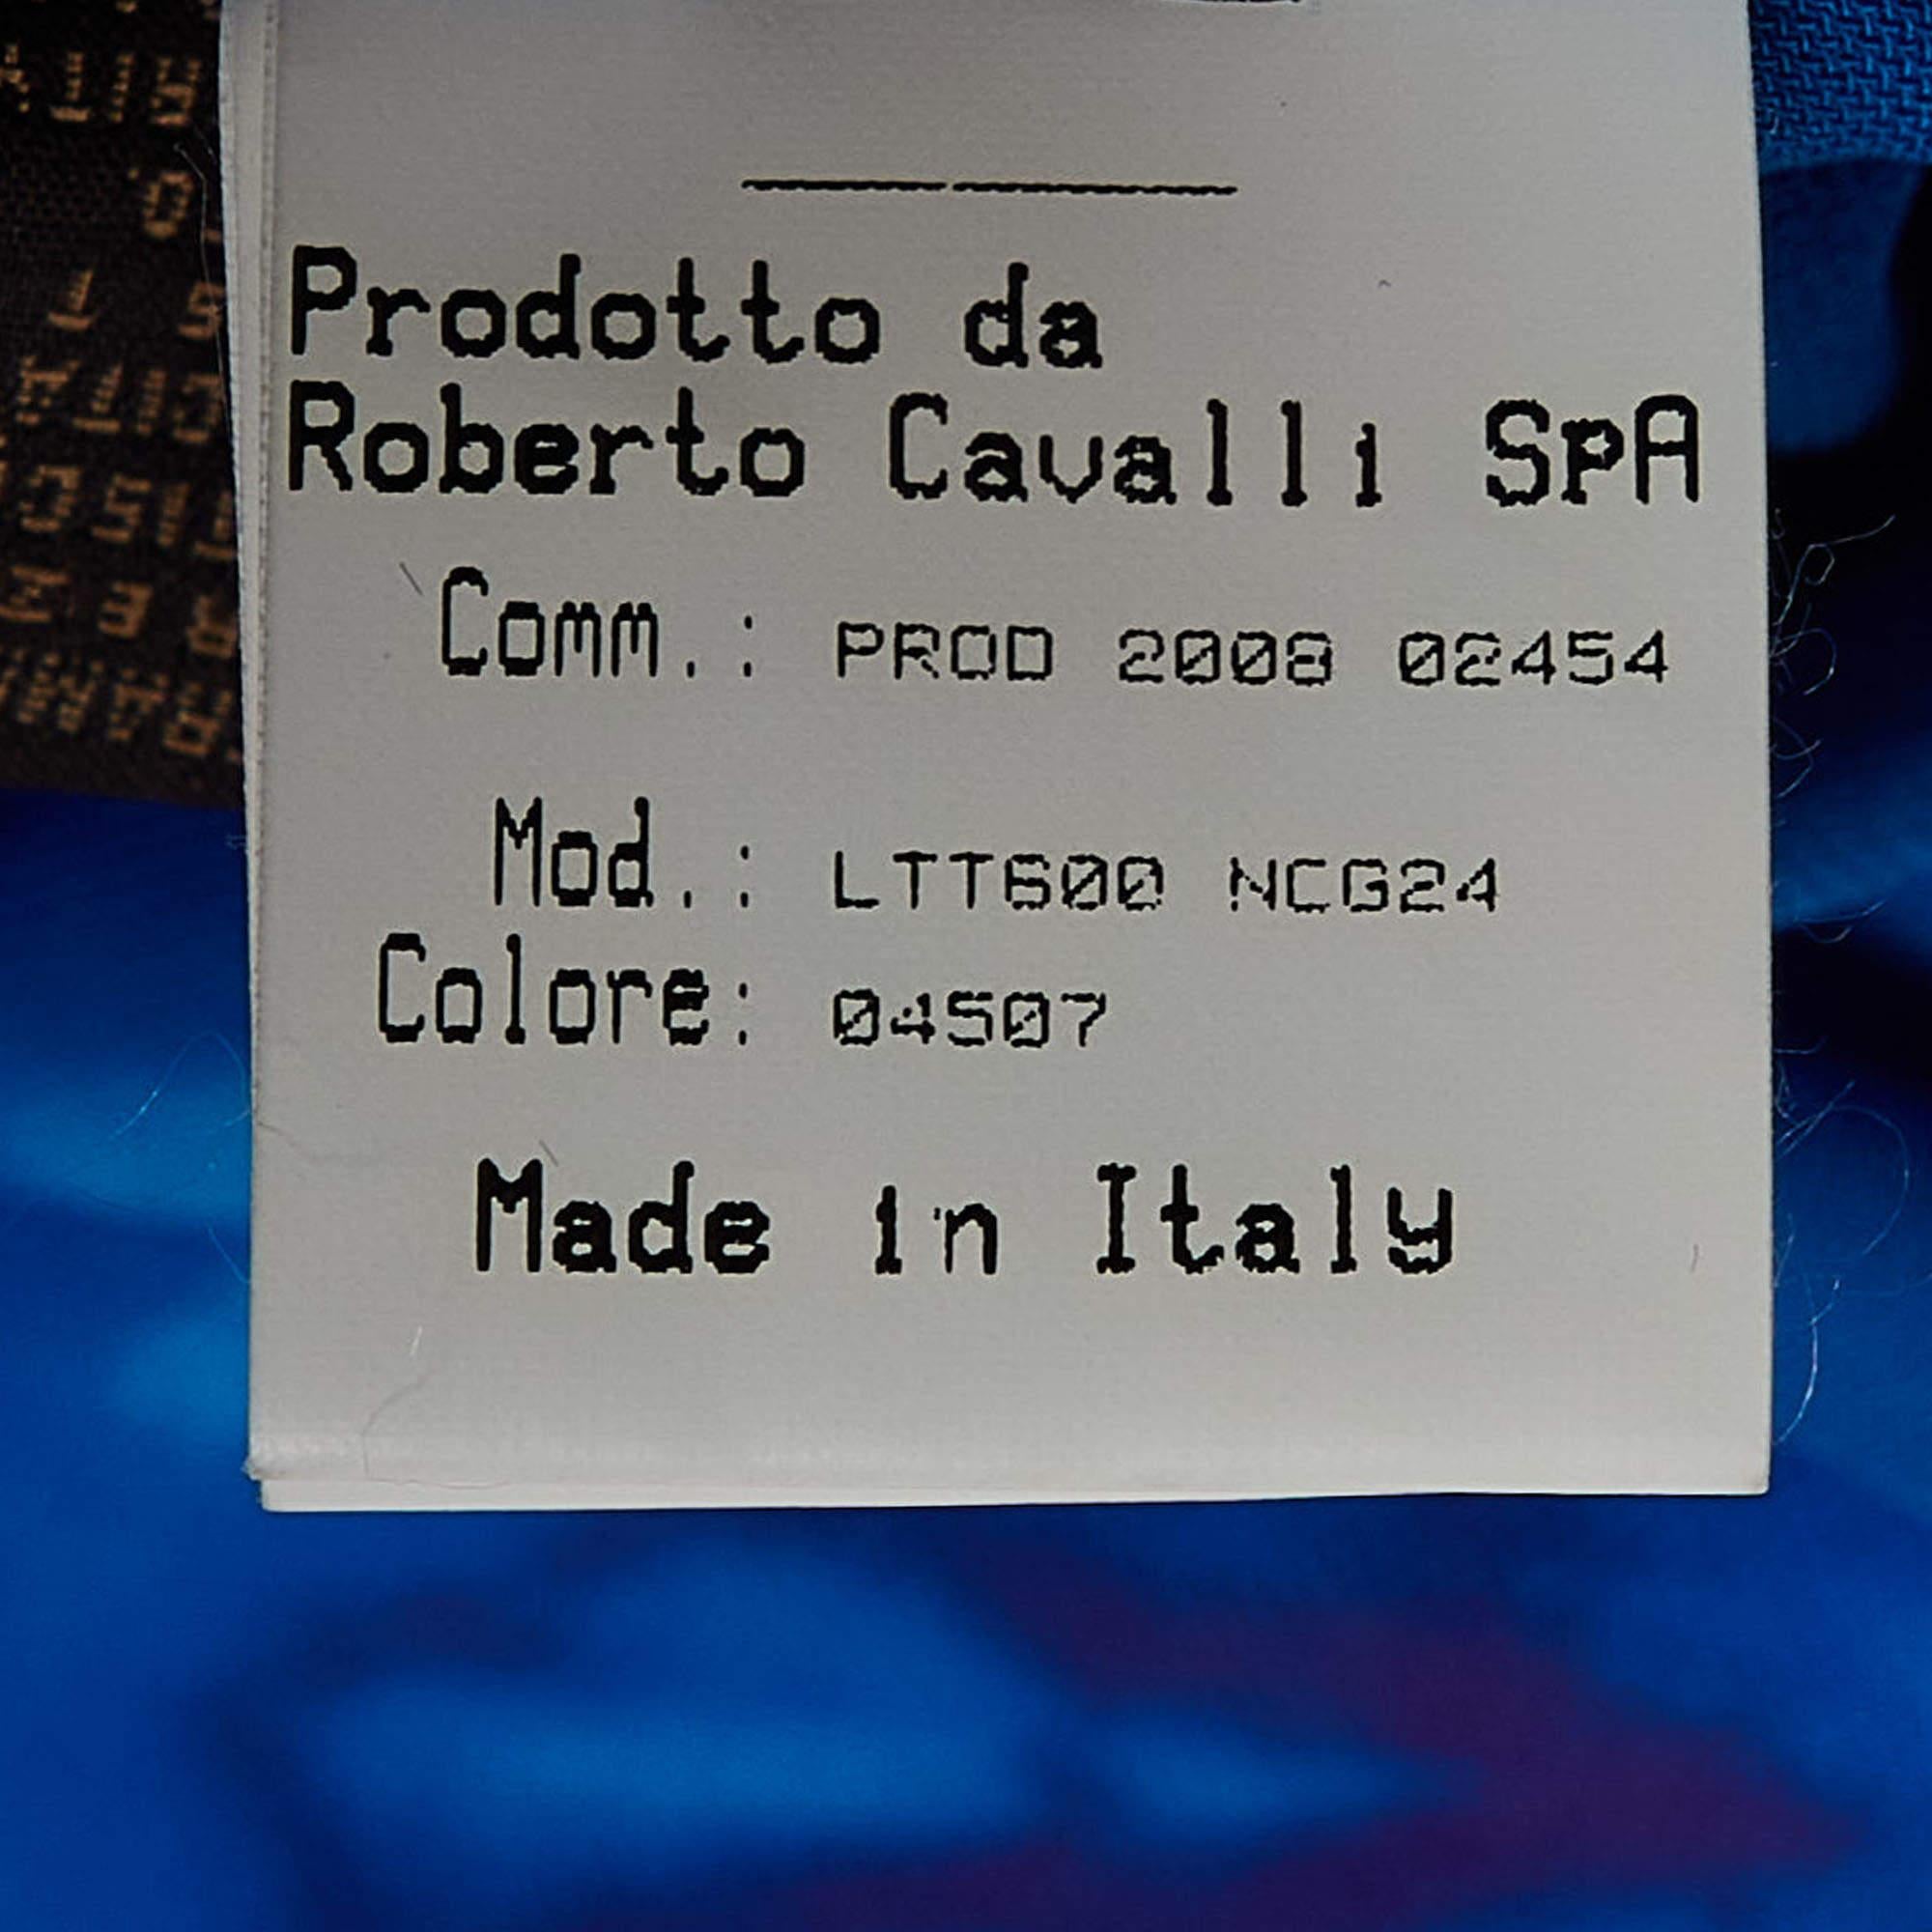 Prodotto da
Roberto Cavalli SpA
Comm.: PROD 2008 02454
Mod.: LTT600 NCG24
Colore: 04507
Made in Italy